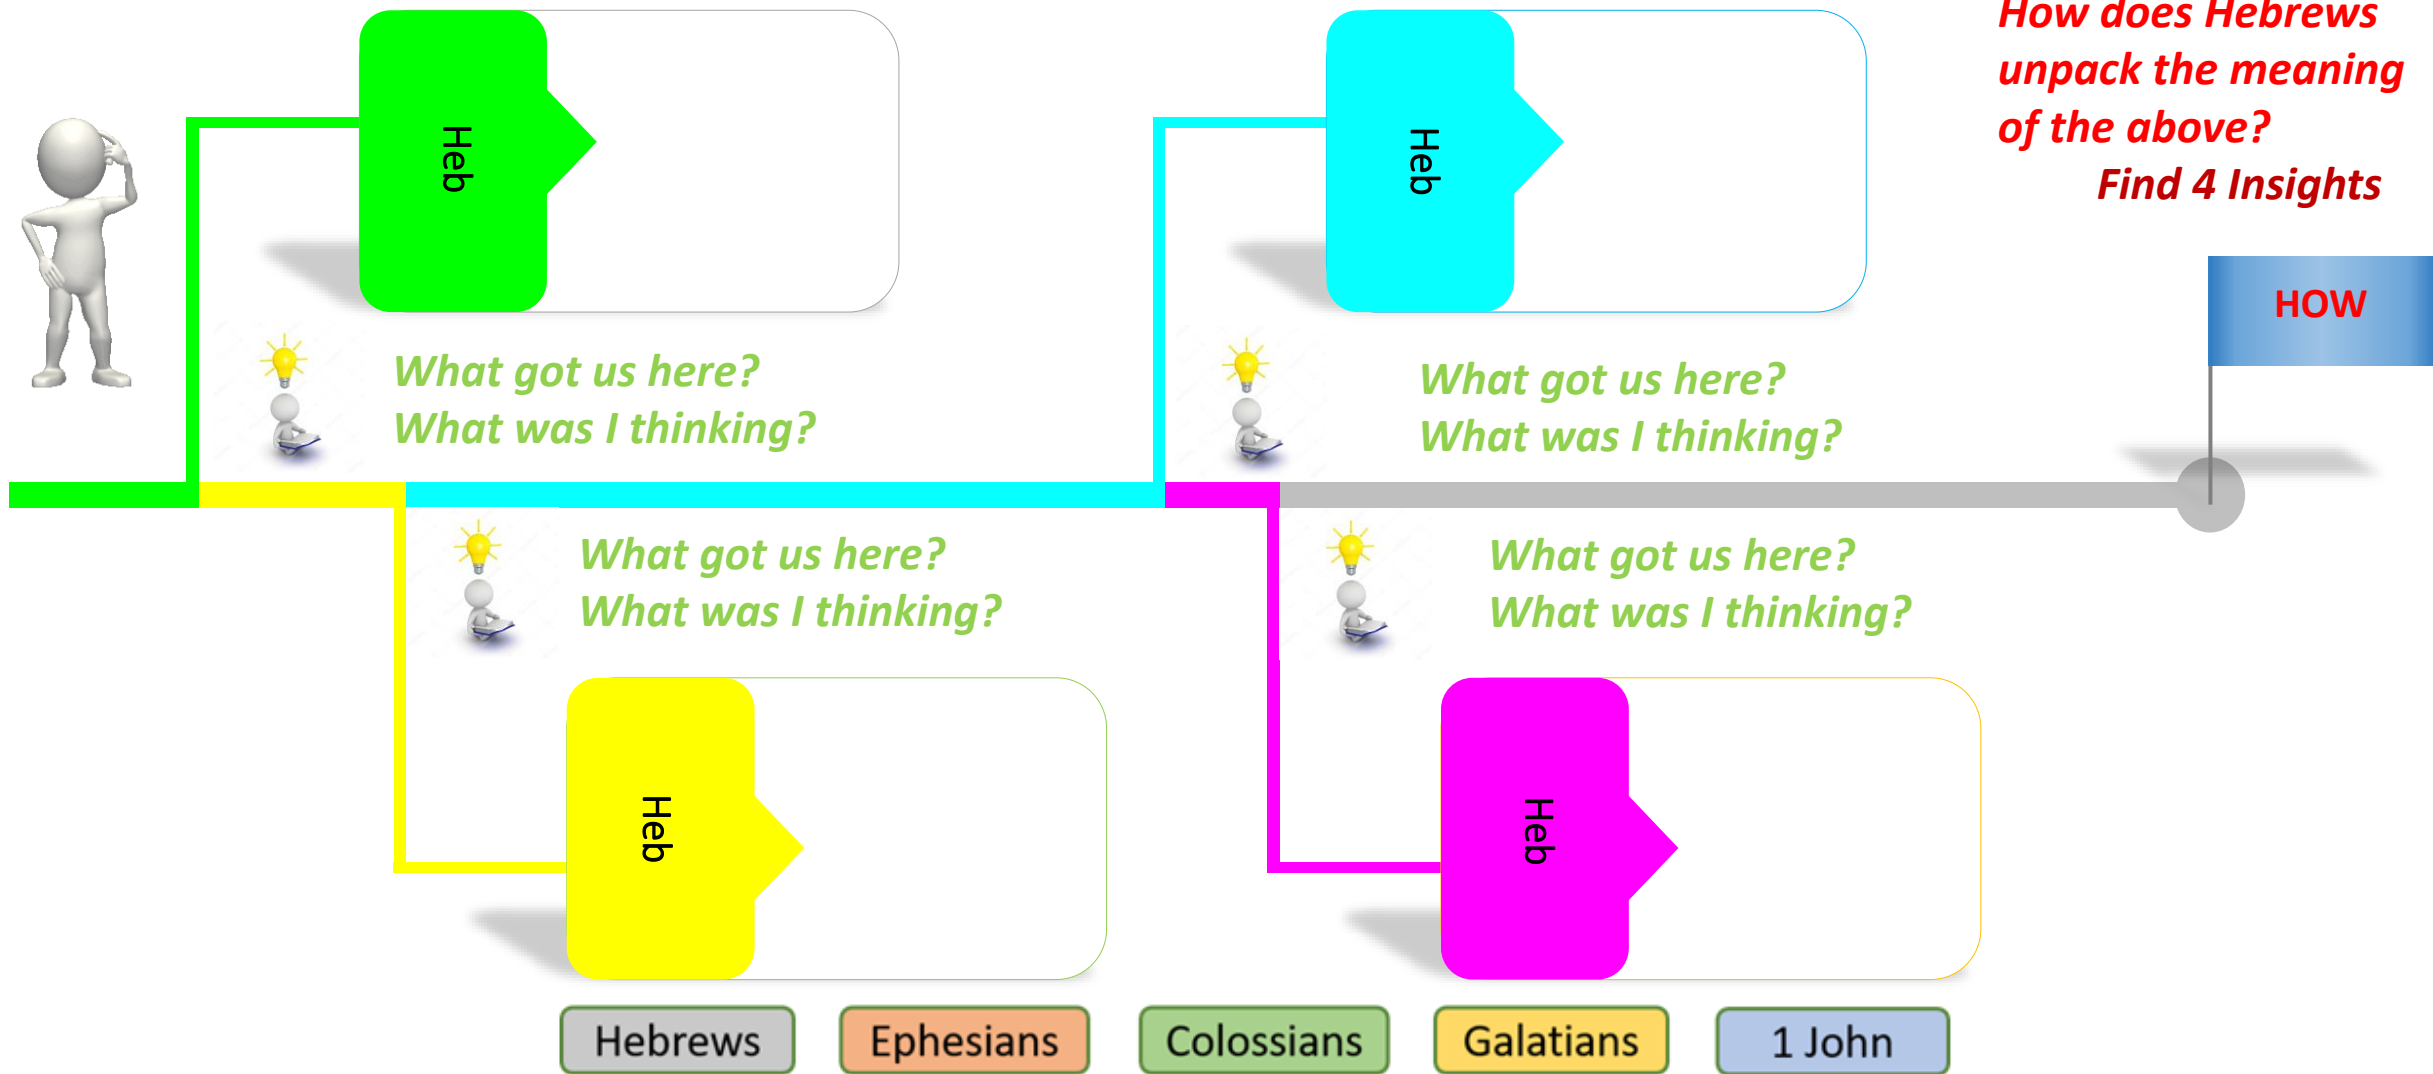 How does Hebrews
unpack the meaning
of the above?
Find 4 Insights
Heb
Heb
HOW
What got us here?
What was I thinking?
What got us here?
What was I thinking?
What got us here?
What was I thinking?
What got us here?
What was I thinking?
Heb
Heb
Hebrews
Ephesians
Colossians
Galatians
1 John